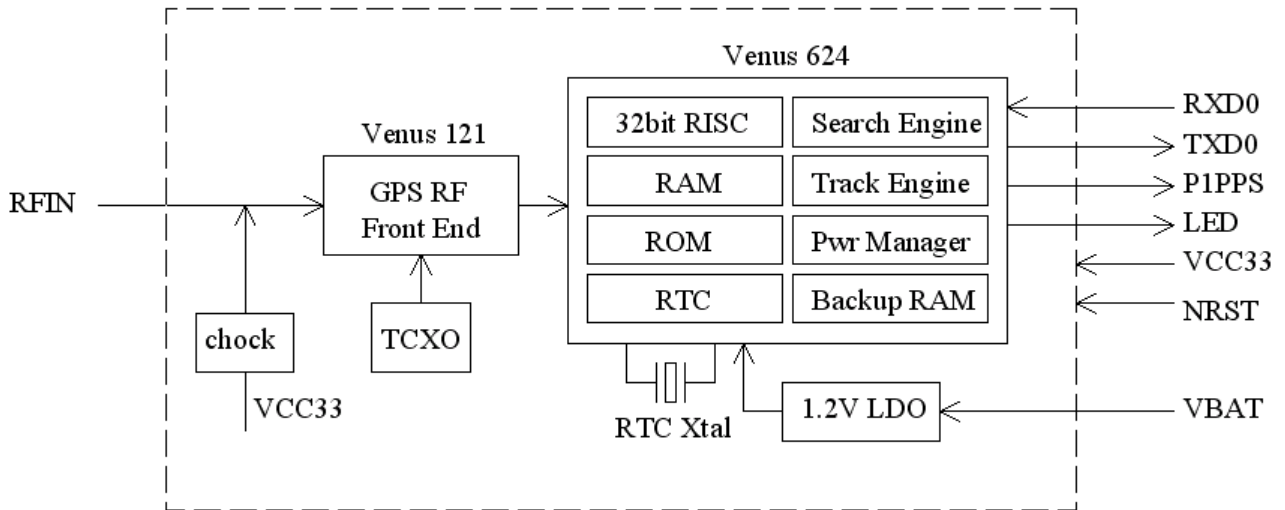 Venus 624
RXD0
32bit RISC
Search Engine
Venus 121
TXD0
GPS RF
Front End
RAM
Track Engine
P1PPS
RFIN
LED
ROM
Pwr Manager
VCC33
RTC
Backup RAM
NRST
chock
TCXO
VCC33
RTC Xtal
1.2V LDO
VBAT